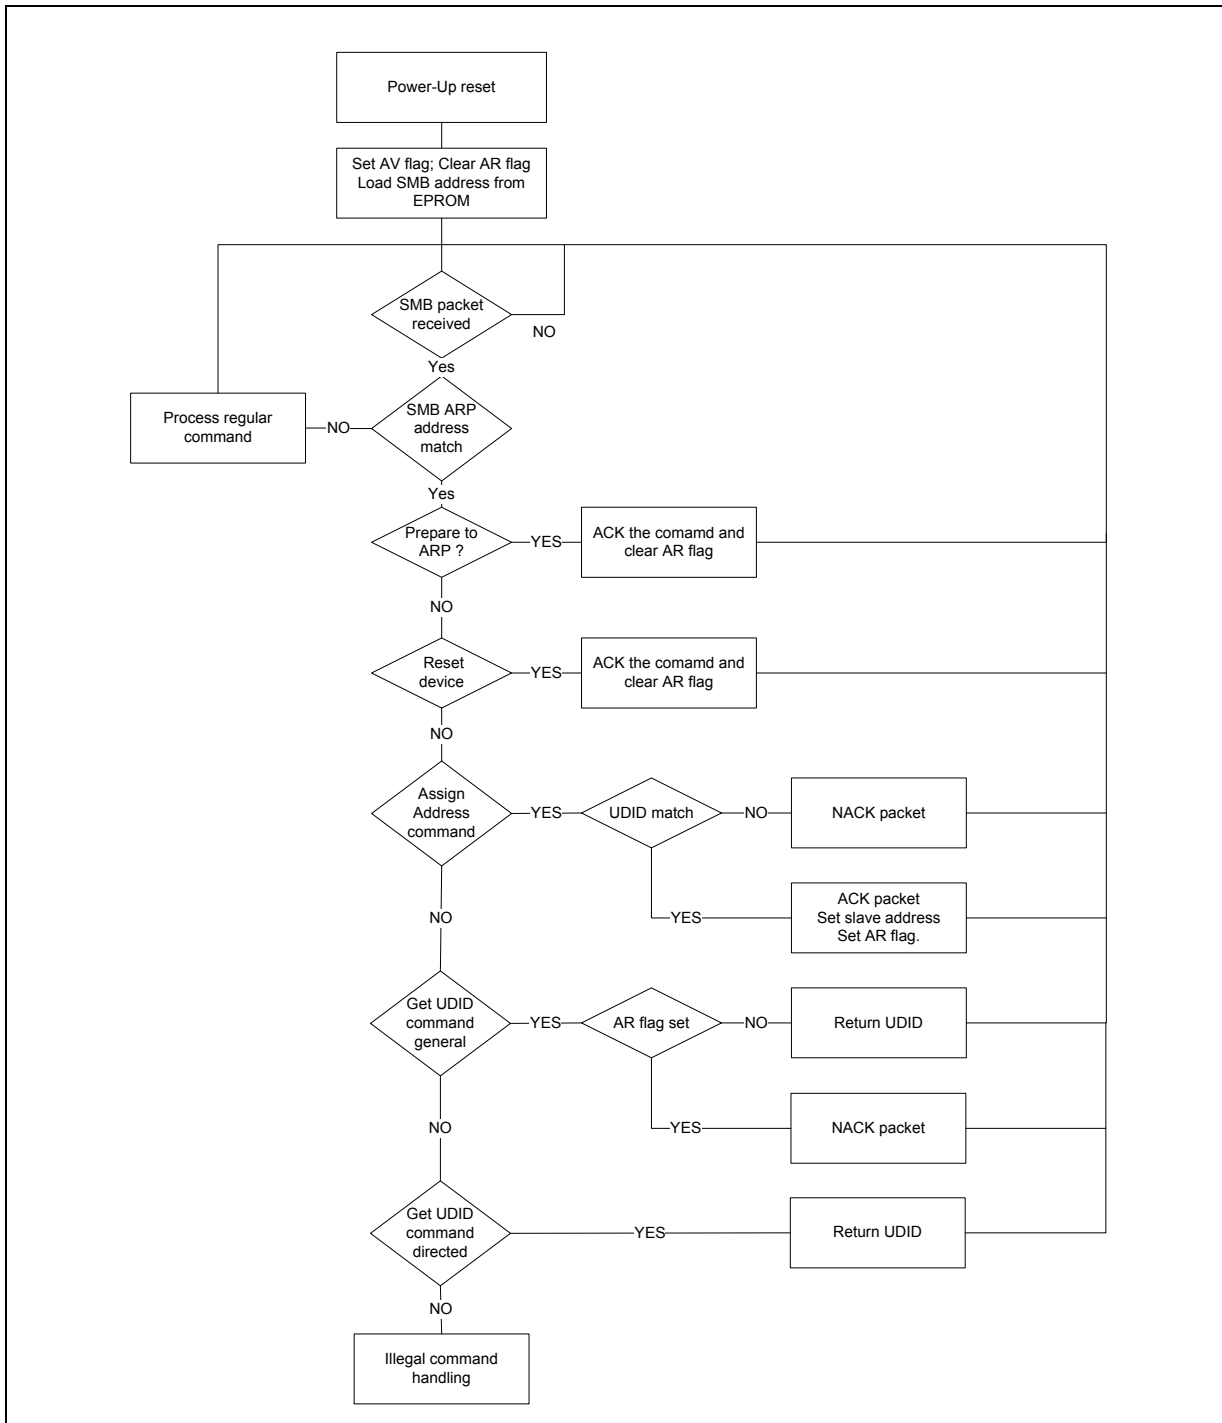 Power-Up reset
Set AV flag; Clear AR flag
Load SMB address from
EPROM
SMB packet
received
NO
Yes
SMB ARP
address
match
NO
Process regular
command
Yes
Prepare to
ARP ?
YES
ACK the comamd and
clear AR flag
NO
Reset
device
YES
ACK the comamd and
clear AR flag
NO
Assign
Address
command
YES
UDID match
NO
NACK packet
YES
ACK packet
Set slave address
Set AR flag.
NO
Get UDID
command
general
YES
AR flag set
NO
Return UDID
YES
NACK packet
NO
Get UDID
command
directed
YES
Return UDID
NO
Illegal command
handling